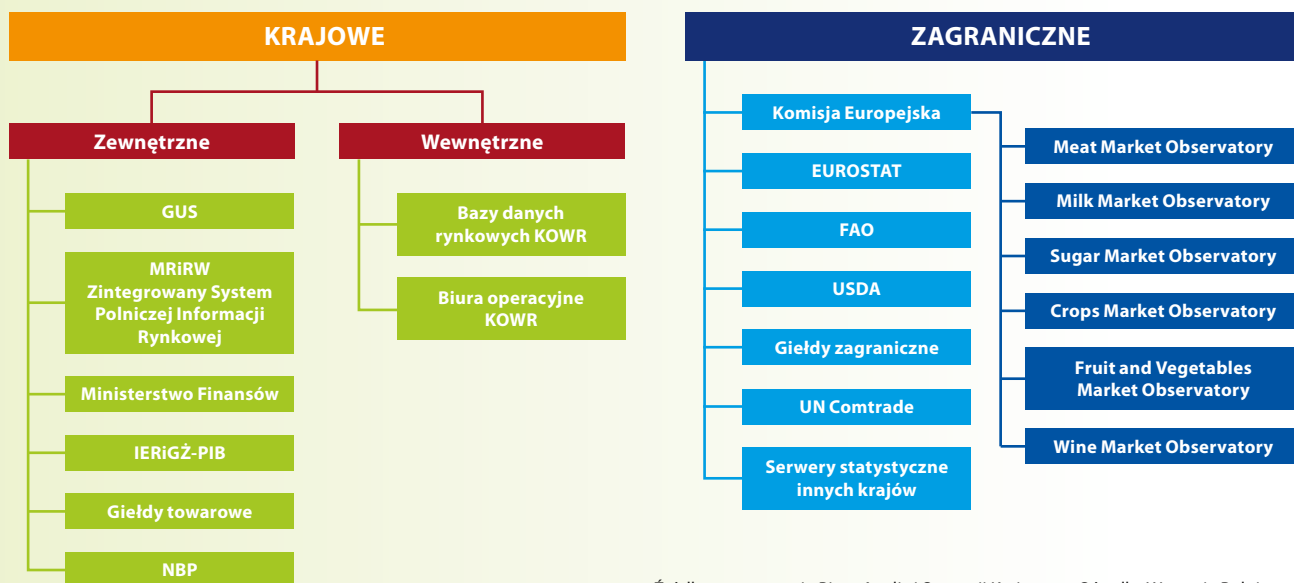 KRAJOWE
Zewnętrzne
GUS
MRiRW
Zintegrowany System
Polniczej Informacji
Rynkowej
Ministerstwo Finansów
IERiGŻ-PIB
Giełdy towarowe
NBP
Wewnętrzne
Bazy danych
rynkowych KOWR
Biura operacyjne
KOWR
ZAGRANICZNE
Komisja Europejska
EUROSTAT
FAO
USDA
Giełdy zagraniczne
UN Comtrade
Serwery statystyczne
innych krajów
Meat Market Observatory
Milk Market Observatory
Sugar Market Observatory
Crops Market Observatory
Fruit and Vegetables
Market Observatory
Wine Market Observatory